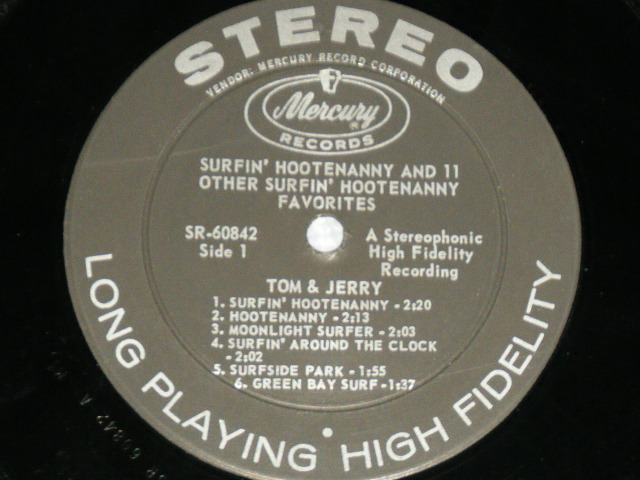 STEREO
VENDOR: MERCURY RECORD CORPORATION
Mercury
®
RECORDS
SURFIN' HOOTENANNY AND 11
OTHER SURFIN' HOOTENANNY
FAVORITES
SR-60842
Side 1
A Stereophonic
High Fidelity
Recording
TOM & JERRY
1. SURFIN' HOOTENANNY - 2:20
2. HOOTENANNY - 2:13
3. MOONLIGHT SURFER - 2:03
4. SURFIN' AROUND THE CLOCK
- 2:02
5. SURFSIDE PARK - 1:55
6. GREEN BAY SURF - 1:37
LONG PLAYING • HIGH FIDELITY
SR 60842 A